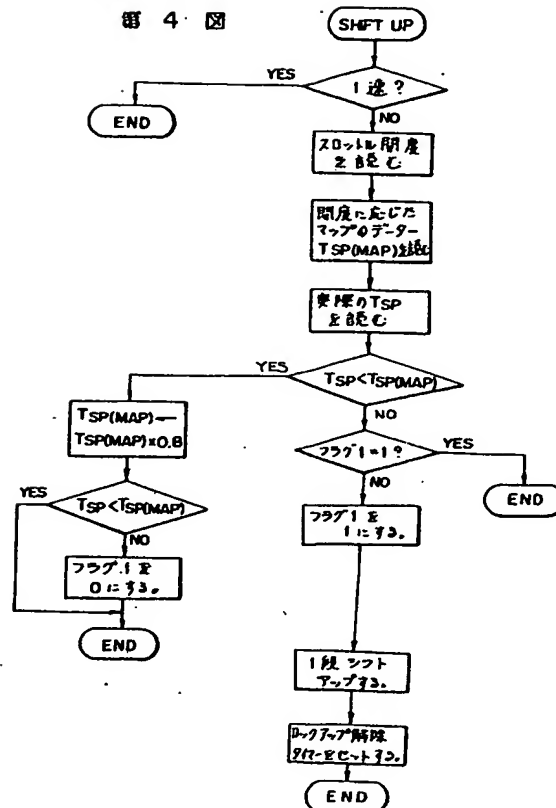 第 4 図
SHIFT UP
YES
1 速 ?
END
NO
スロットル開度
を読む
開度に応じた
マップのデーター
TSP(MAP)を読む
実際のTSP
を読む
YES
TSP<TSP(MAP)
NO
TSP(MAP)←
TSP(MAP)×0.8
フラグ1=1?
YES
END
NO
YES
TSP<TSP(MAP)
NO
フラグ1を
1にする。
フラグ.1を
0にする。
END
1段シフト
アップする。
ロックアップ解除
タイマーをセットする。
END